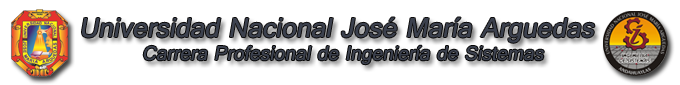 Universidad Nacional José María Arguedas
Carrera Profesional de Ingeniería de Sistemas